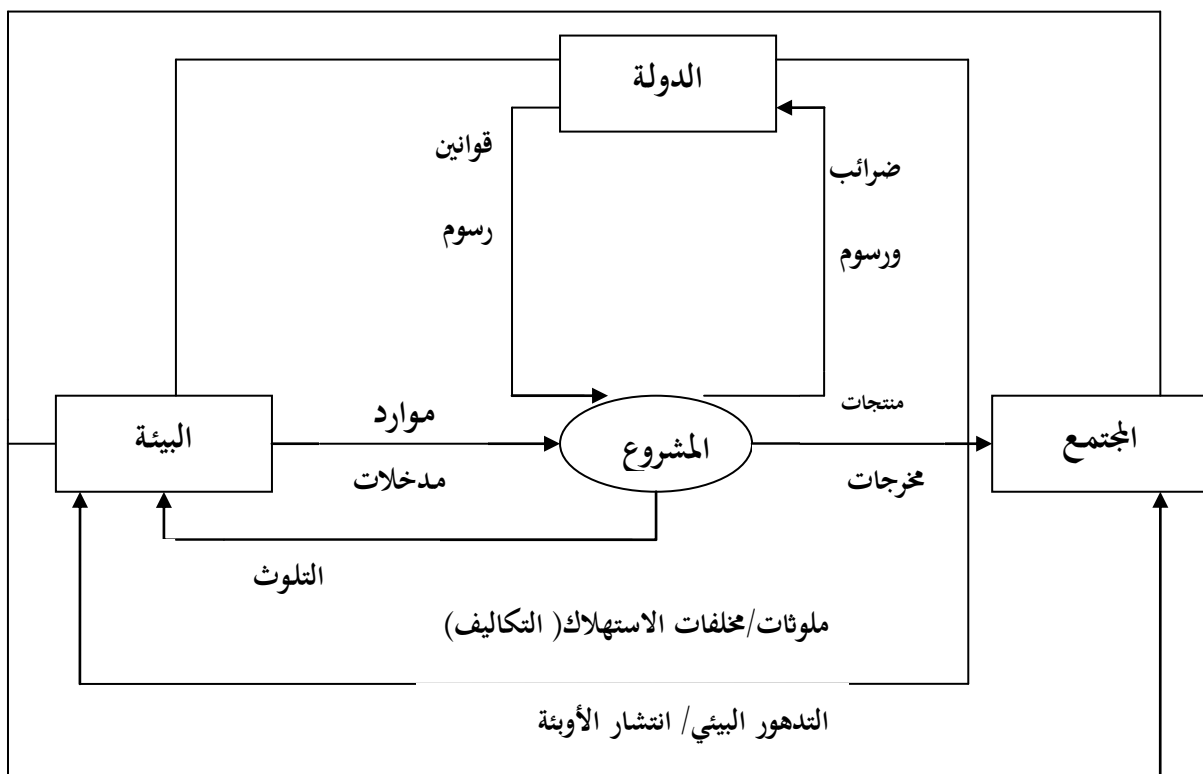 الدولة
قوانين
ضرائب
رسوم
ورسوم
منتجات
موارد
المجتمع
المشروع
البيئة
مخرجات
مدخلات
التلوث
ملوثات/مخلفات الاستهلاك( التكاليف)
التدهور البيئي/ انتشار الأوبئة